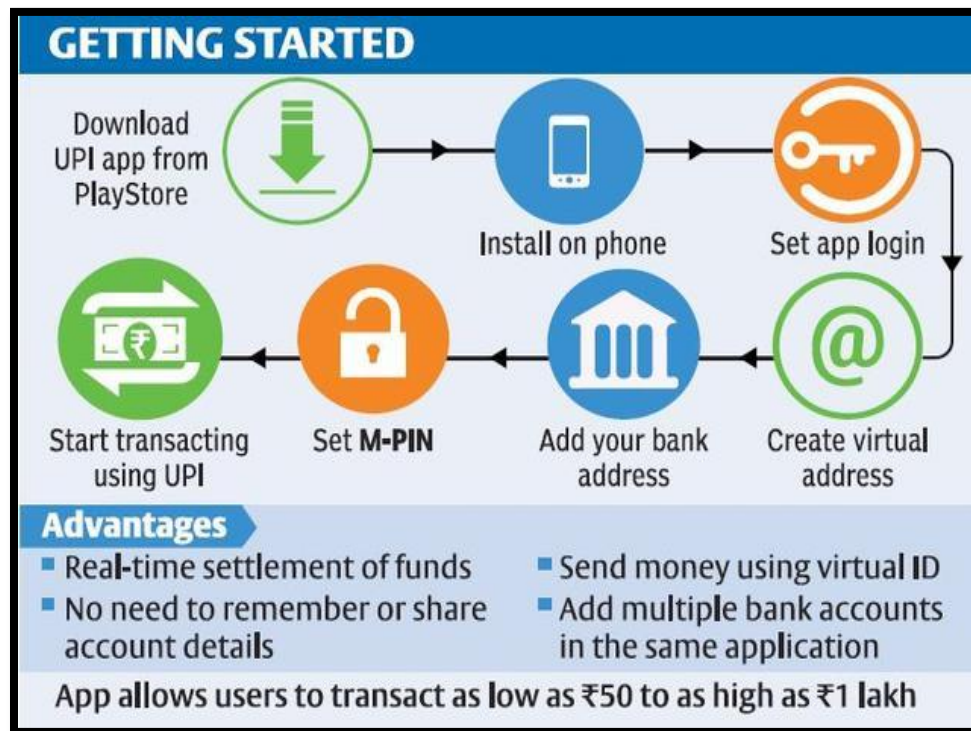 GETTING STARTED
Download
UPI app from
PlayStore
Install on phone
Set app login
@
Create virtual
address
Add your bank
address
Set M-PIN
₹
Start transacting
using UPI
Advantages
Real-time settlement of funds
No need to remember or share
account details
Send money using virtual ID
Add multiple bank accounts
in the same application
App allows users to transact as low as ₹50 to as high as ₹1 lakh